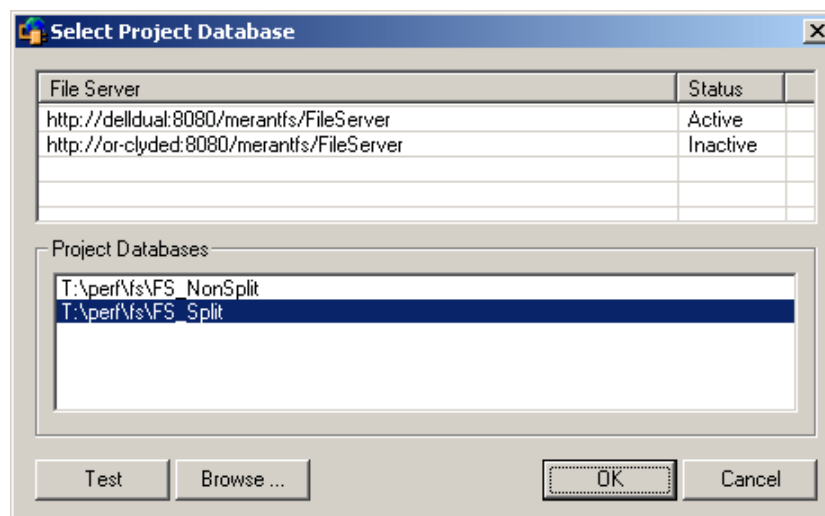 Select Project Database
File Server Status
http://delldual:8080/merantfs/FileServer Active
http://or-clyded:8080/merantfs/FileServer Inactive
Project Databases
T:\perf\fs\FS_NonSplit
T:\perf\fs\FS_Split
Test Browse ... OK Cancel